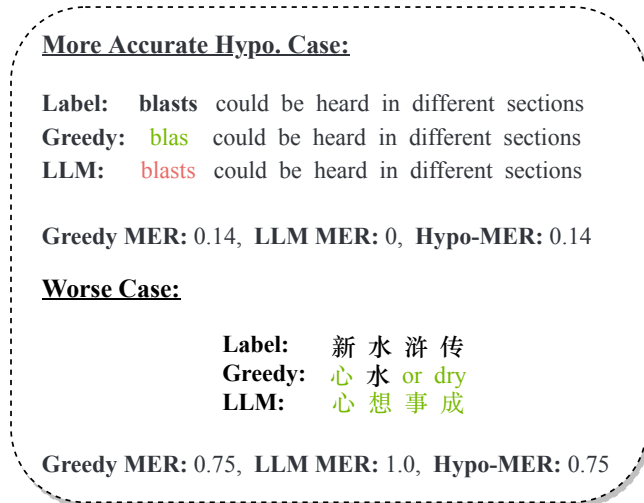 More Accurate Hypo. Case:
Label: blasts could be heard in different sections
Greedy: blas could be heard in different sections
LLM: blasts could be heard in different sections
Greedy MER: 0.14, LLM MER: 0, Hypo-MER: 0.14
Worse Case:
Label: 新 水 浒 传
Greedy: 心 水 or dry
LLM: 心 想 事 成
Greedy MER: 0.75, LLM MER: 1.0, Hypo-MER: 0.75